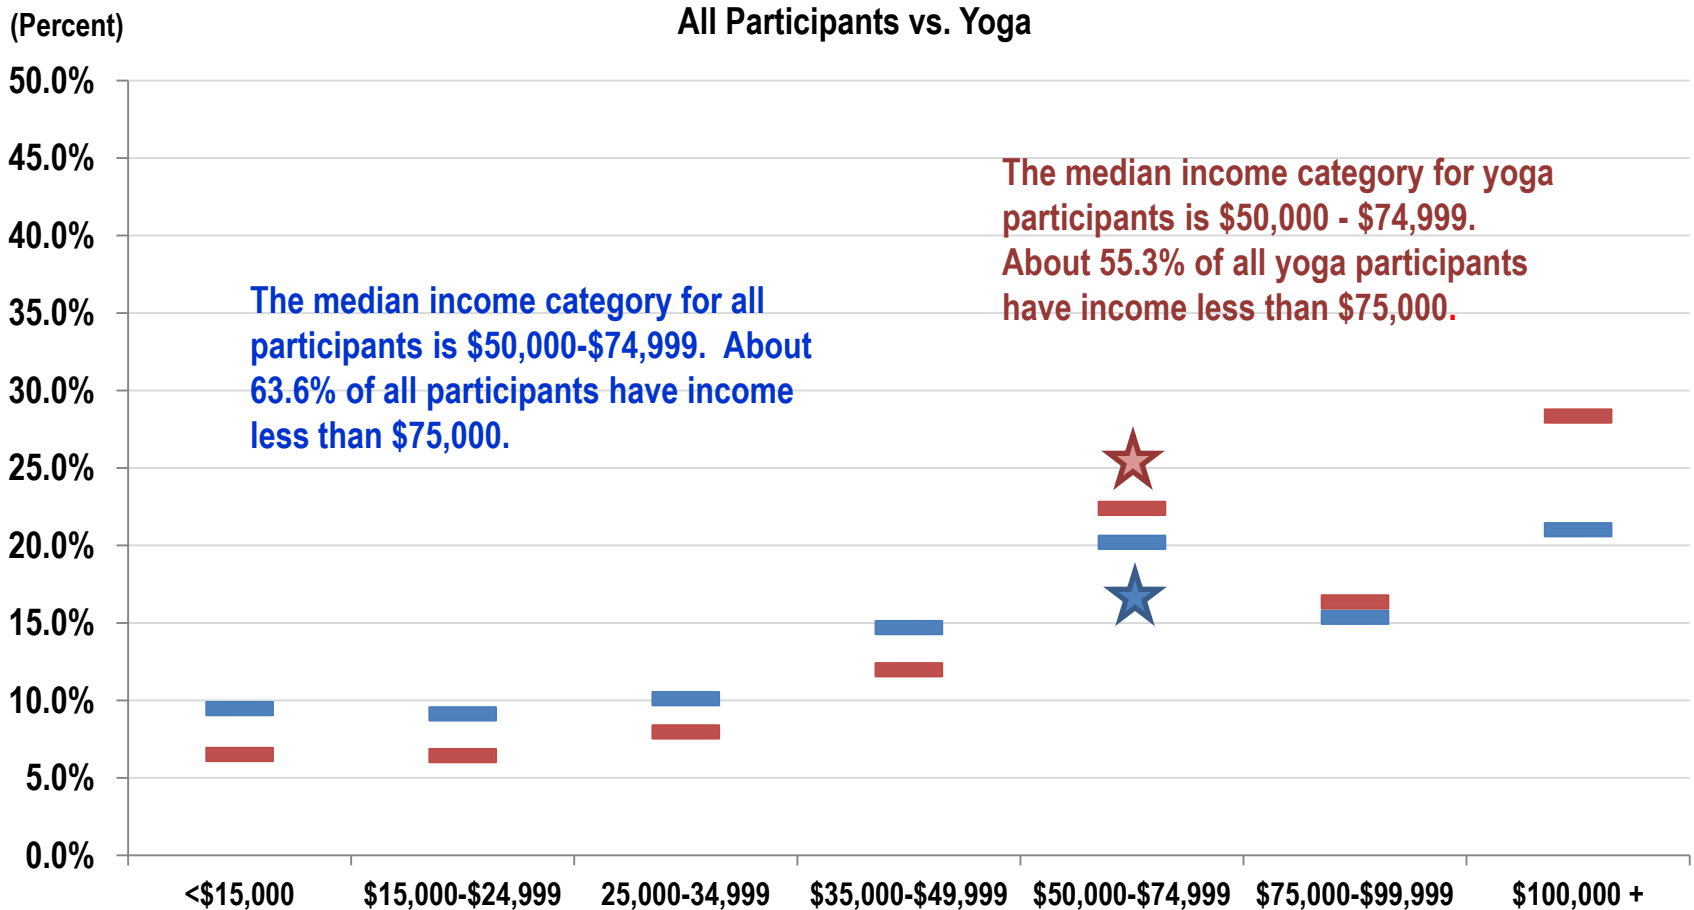 (Percent)
All Participants vs. Yoga
50.0%
45.0%
40.0%
35.0%
30.0%
25.0%
20.0%
15.0%
10.0%
5.0%
0.0%
The median income category for all
participants is $50,000-$74,999.  About
63.6% of all participants have income
less than $75,000.
The median income category for yoga
participants is $50,000 - $74,999.
About 55.3% of all yoga participants
have income less than $75,000.
<$15,000
$15,000-$24,999
25,000-34,999
$35,000-$49,999
$50,000-$74,999
$75,000-$99,999
$100,000 +